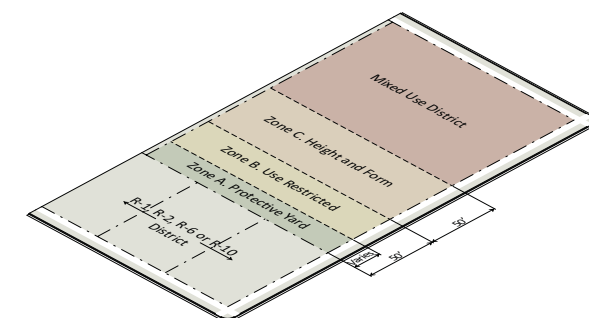 Mixed Use District
Zone C. Height and Form
Zone B. Use Restricted
Zone A. Protective Yard
R-1, R-2, R-6 or R-10
District
Varies
50'
50'